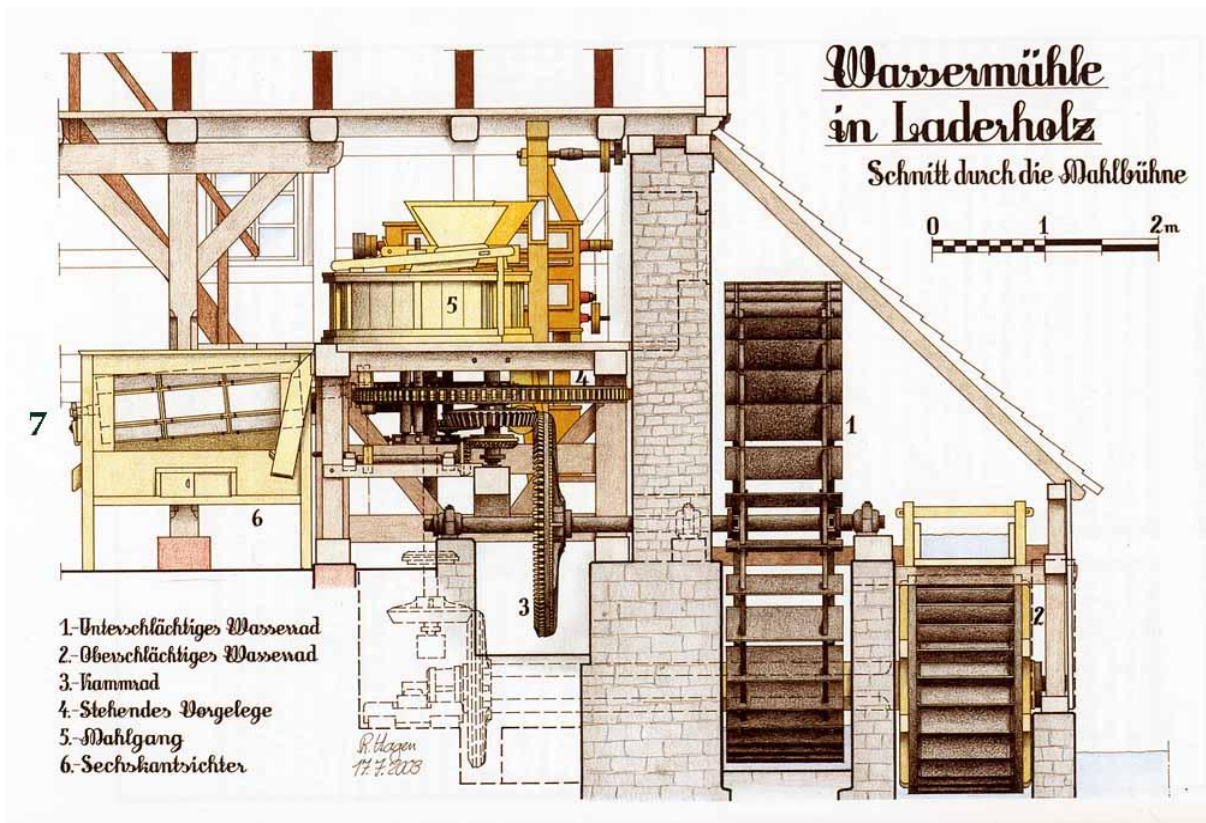 Wassermühle
in Laderholz
Schnitt durch die Mahlbühne
0 1 2m
5
4
1
7
6
3
2
1.-Unterschlächtiges Wasserrad
2.-Oberschlächtiges Wasserrad
3.-Kammrad
4.-Stehendes Vorgelege
5.-Mahlgang
6.-Sechskantsichter
R. Hagen
17.7.2003